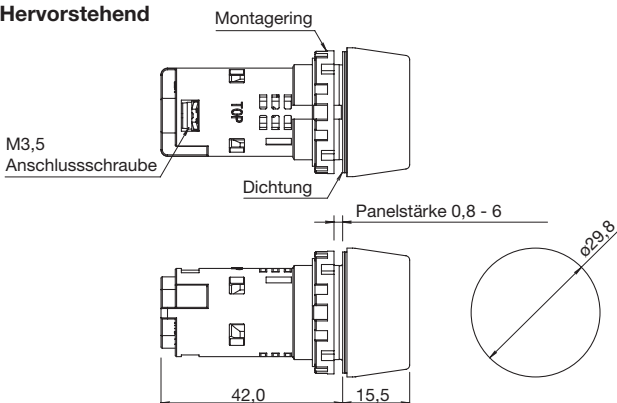 Hervorstehend
Montagering
TOP
M3,5
Anschlussschraube
Dichtung
Panelstärke 0,8 - 6
ø29,8
42,0
15,5